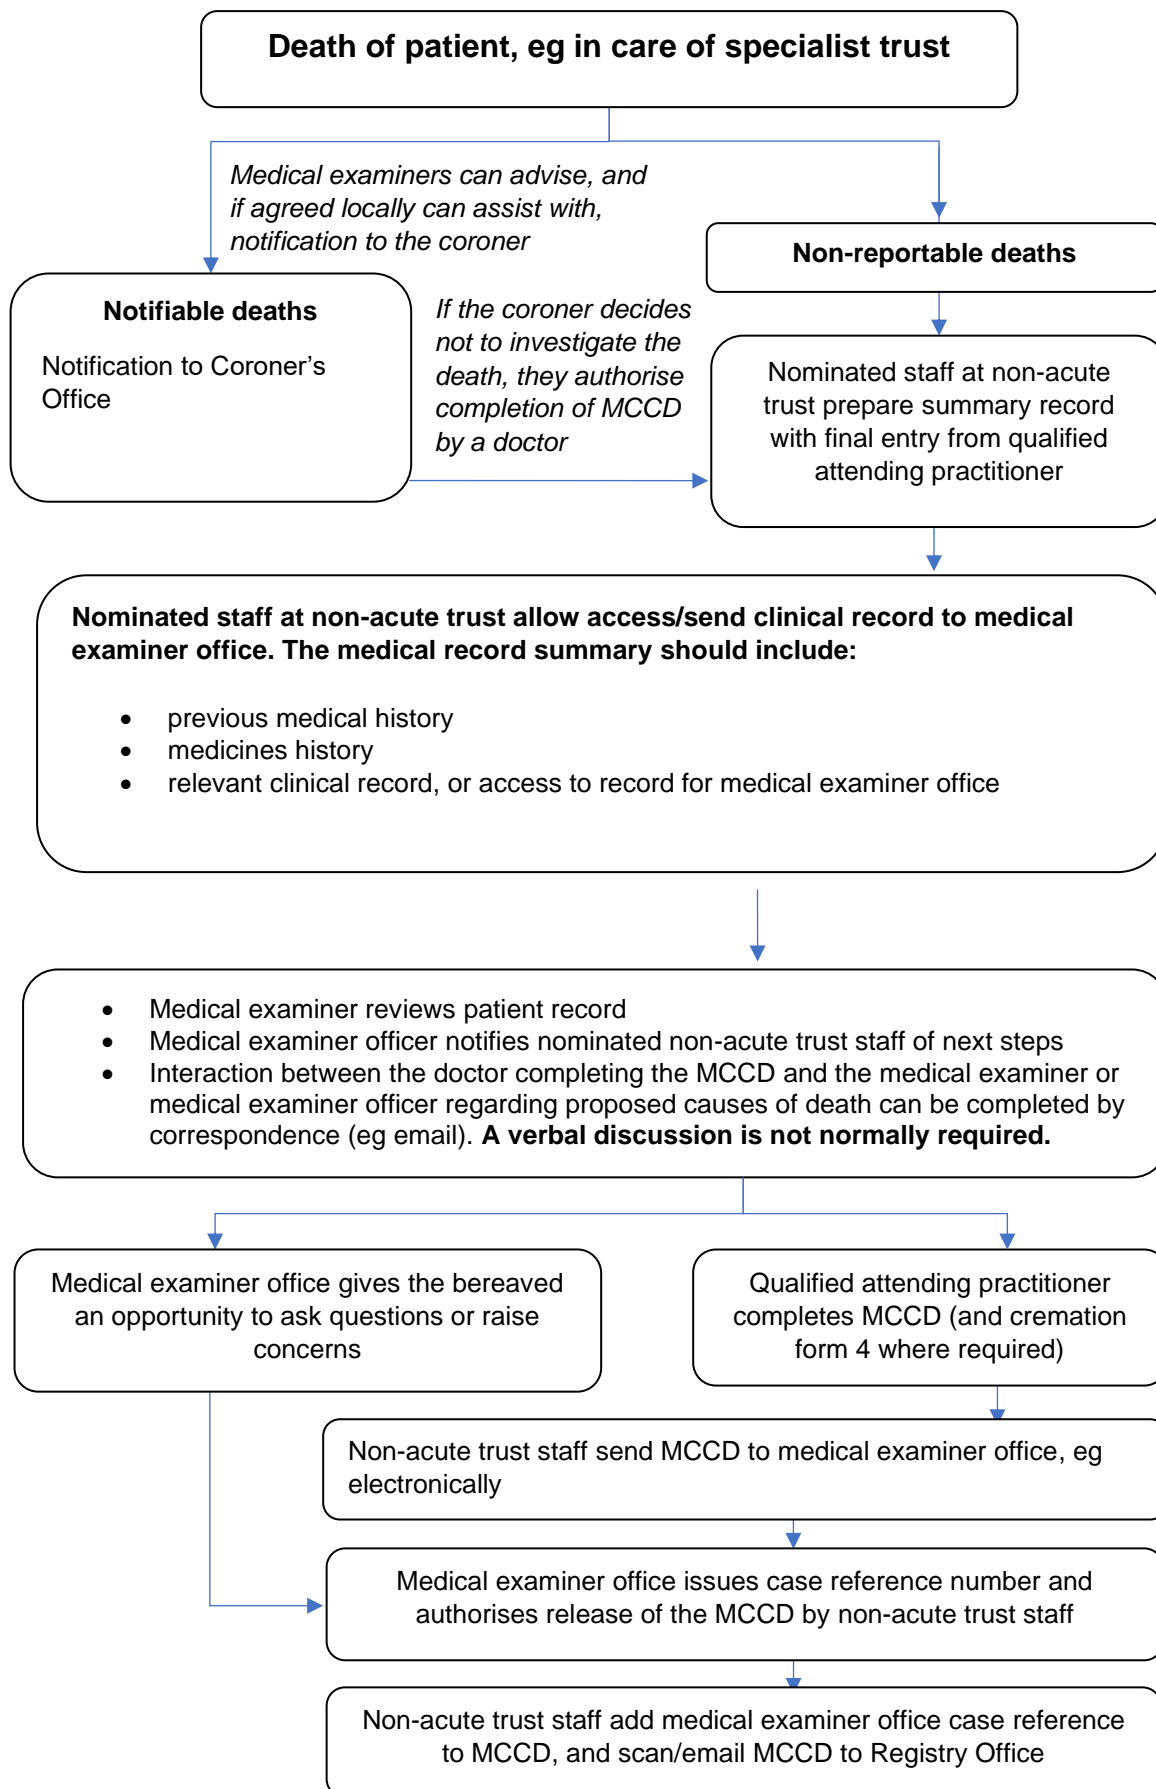 Death of patient, eg in care of specialist trust
Medical examiners can advise, and
if agreed locally can assist with,
notification to the coroner
Non-reportable deaths
Notifiable deaths
Notification to Coroner’s
Office
If the coroner decides
not to investigate the
death, they authorise
completion of MCCD
by a doctor
Nominated staff at non-acute
trust prepare summary record
with final entry from qualified
attending practitioner
Nominated staff at non-acute trust allow access/send clinical record to medical
examiner office. The medical record summary should include:
• previous medical history
• medicines history
• relevant clinical record, or access to record for medical examiner office
• Medical examiner reviews patient record
• Medical examiner officer notifies nominated non-acute trust staff of next steps
• Interaction between the doctor completing the MCCD and the medical examiner or
medical examiner officer regarding proposed causes of death can be completed by
correspondence (eg email). A verbal discussion is not normally required.
Medical examiner office gives the bereaved
an opportunity to ask questions or raise
concerns
Qualified attending practitioner
completes MCCD (and cremation
form 4 where required)
Non-acute trust staff send MCCD to medical examiner office, eg
electronically
Medical examiner office issues case reference number and
authorises release of the MCCD by non-acute trust staff
Non-acute trust staff add medical examiner office case reference
to MCCD, and scan/email MCCD to Registry Office